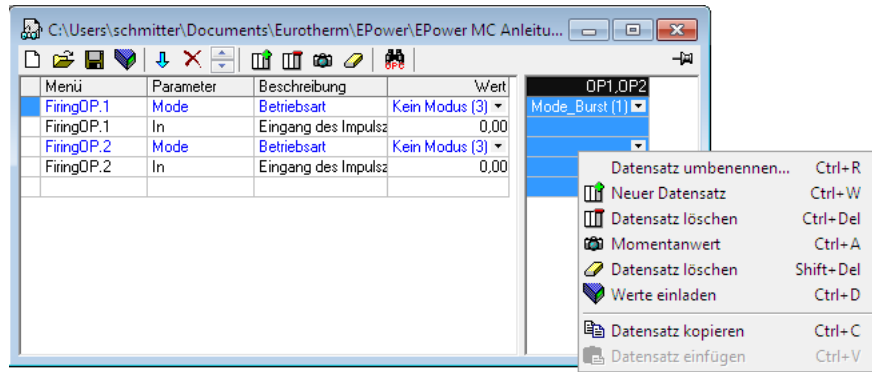 C:\Users\schmitter\Documents\Eurotherm\EPower\EPower MC Anleitu...
OPC
Menü Parameter Beschreibung Wert OP1,OP2
FiringOP.1 Mode Betriebsart Kein Modus (3) Mode_Burst (1)
FiringOP.1 In Eingang des Impulsz 0,00
FiringOP.2 Mode Betriebsart Kein Modus (3)
FiringOP.2 In Eingang des Impulsz 0,00
Datensatz umbenennen... Ctrl+R
Neuer Datensatz Ctrl+W
Datensatz löschen Ctrl+Del
Momentanwert Ctrl+A
Datensatz löschen Shift+Del
Werte einladen Ctrl+D
Datensatz kopieren Ctrl+C
Datensatz einfügen Ctrl+V